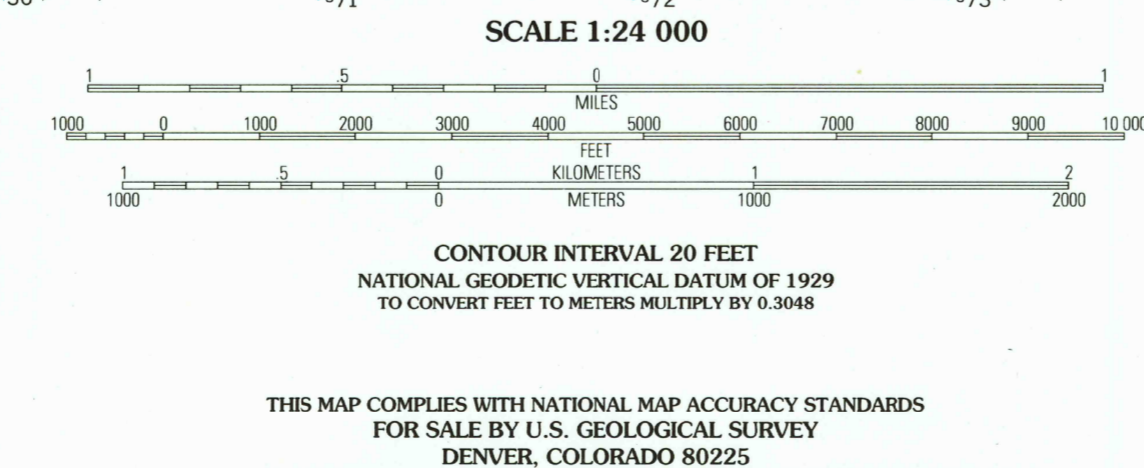 SCALE 1:24 000
1 .5 0 1
MILES
1000 0 1000 2000 3000 4000 5000 6000 7000 8000 9000 10 000
FEET
1 .5 0 KILOMETERS 1 2
1000 0 METERS 1000 2000
CONTOUR INTERVAL 20 FEET
NATIONAL GEODETIC VERTICAL DATUM OF 1929
TO CONVERT FEET TO METERS MULTIPLY BY 0.3048
THIS MAP COMPLIES WITH NATIONAL MAP ACCURACY STANDARDS
FOR SALE BY U.S. GEOLOGICAL SURVEY
DENVER, COLORADO 80225